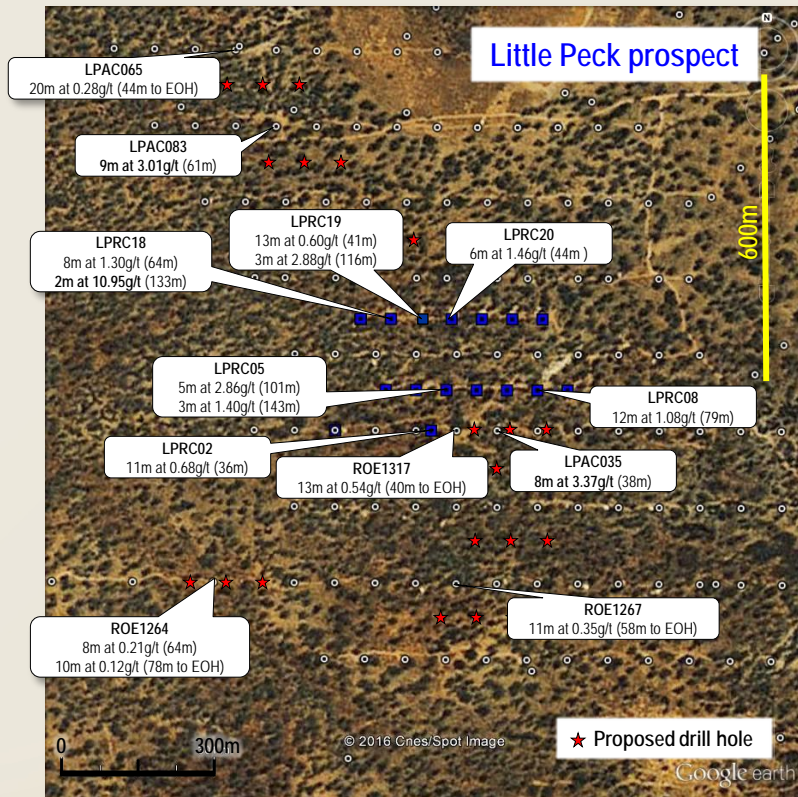 N
Little Peck prospect
LPAC065
20m at 0.28g/t (44m to EOH)
LPAC083
9m at 3.01g/t (61m)
LPRC19
13m at 0.60g/t (41m)
3m at 2.88g/t (116m)
LPRC20
6m at 1.46g/t (44m )
LPRC18
8m at 1.30g/t (64m)
2m at 10.95g/t (133m)
600m
LPRC05
5m at 2.86g/t (101m)
3m at 1.40g/t (143m)
LPRC08
12m at 1.08g/t (79m)
LPRC02
11m at 0.68g/t (36m)
ROE1317
13m at 0.54g/t (40m to EOH)
LPAC035
8m at 3.37g/t (38m)
ROE1264
8m at 0.21g/t (64m)
10m at 0.12g/t (78m to EOH)
ROE1267
11m at 0.35g/t (58m to EOH)
0 300m
© 2016 Cnes/Spot Image
Proposed drill hole
Google earth